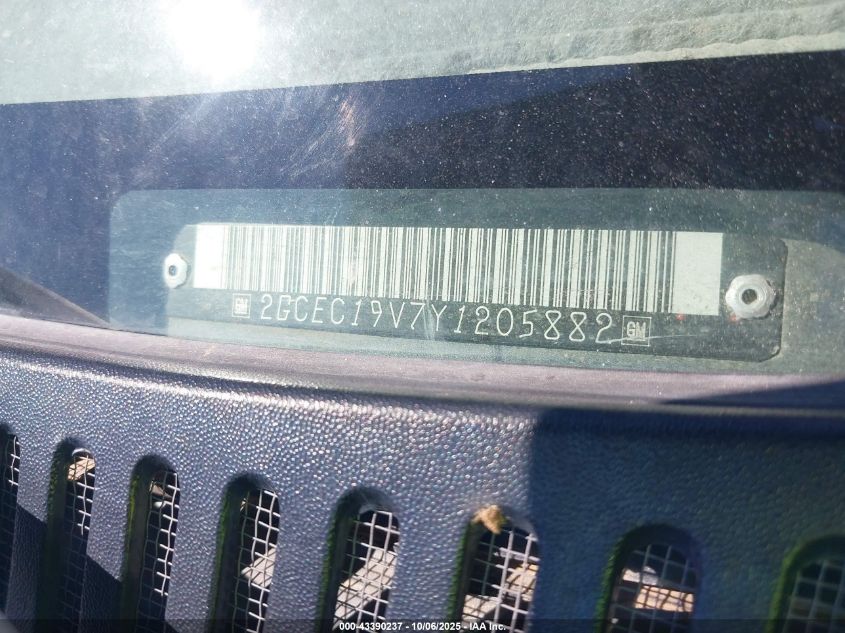 GM 2GCEC19V7Y1205882 GM
000-43390237 - 10/06/2025 - IAA Inc.